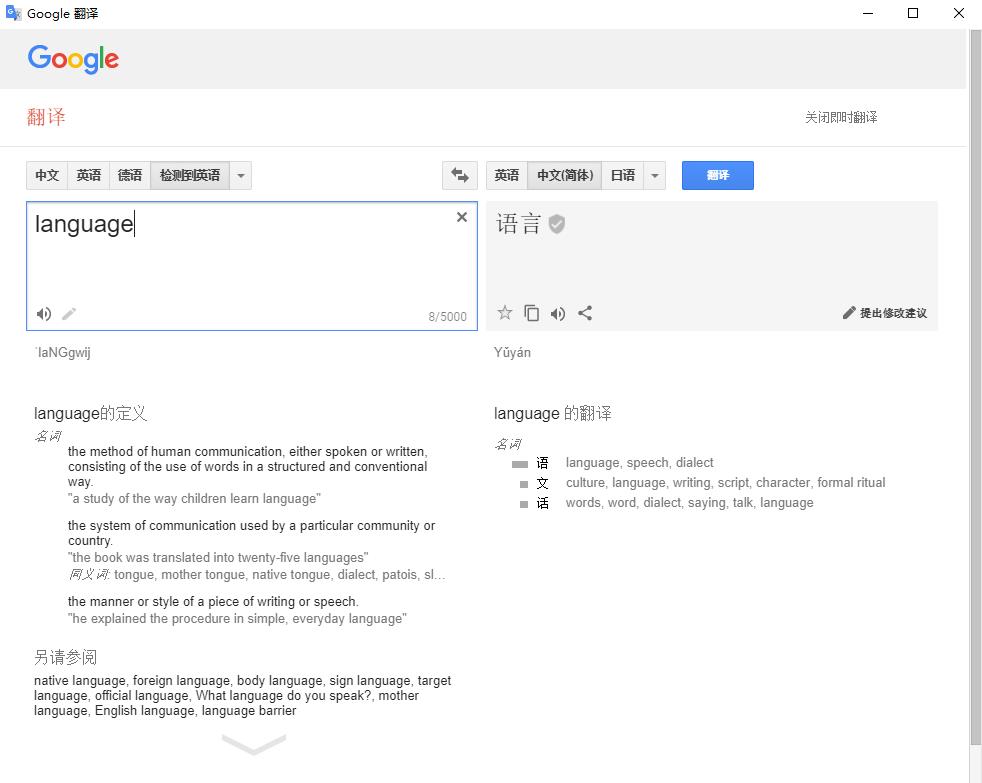 Google 翻译
Google
翻译
关闭即时翻译
中文 英语 德语 检测到英语
英语 中文(简体) 日语 翻译
language
语言
8/5000
提出修改建议
ˈlaNGgwij
Yǔyán
language的定义
名词
the method of human communication, either spoken or written,
consisting of the use of words in a structured and conventional
way.
"a study of the way children learn language"
the system of communication used by a particular community or
country.
"the book was translated into twenty-five languages"
同义词: tongue, mother tongue, native tongue, dialect, patois, sl…
the manner or style of a piece of writing or speech.
"he explained the procedure in simple, everyday language"
另请参阅
native language, foreign language, body language, sign language, target
language, official language, What language do you speak?, mother
language, English language, language barrier
language 的翻译
名词
语 language, speech, dialect
文 culture, language, writing, script, character, formal ritual
话 words, word, dialect, saying, talk, language